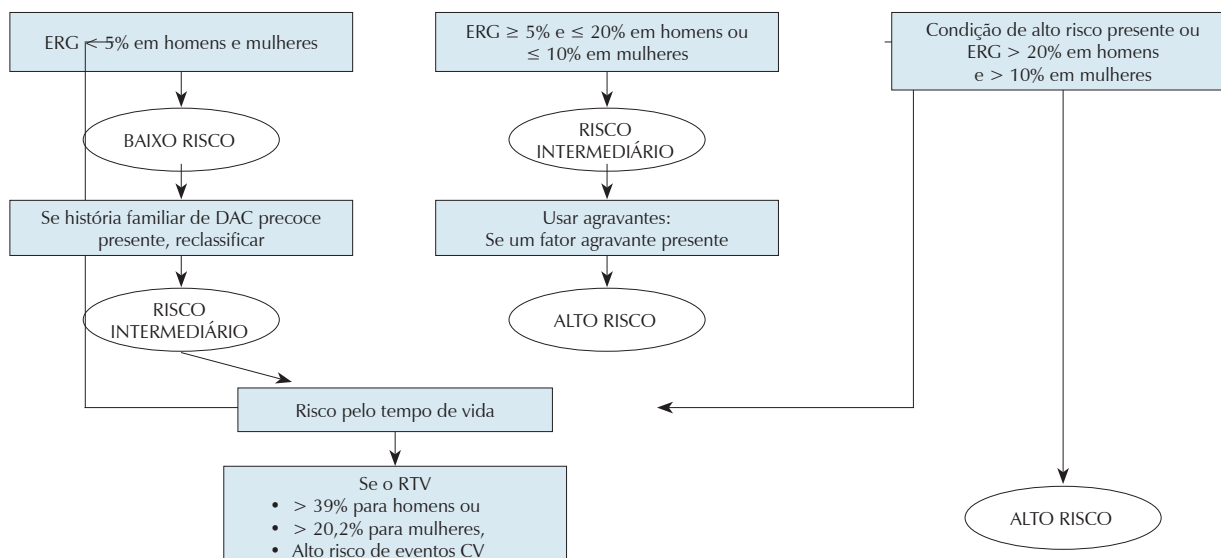 ERG < 5% em homens e mulheres
ERG ≥ 5% e ≤ 20% em homens ou
≤ 10% em mulheres
Condição de alto risco presente ou
ERG > 20% em homens
e > 10% em mulheres
BAIXO RISCO
RISCO
INTERMEDIÁRIO
Se história familiar de DAC precoce
presente, reclassificar
Usar agravantes:
Se um fator agravante presente
RISCO
INTERMEDIÁRIO
ALTO RISCO
Risco pelo tempo de vida
Se o RTV
• > 39% para homens ou
• > 20,2% para mulheres,
• Alto risco de eventos CV
ALTO RISCO